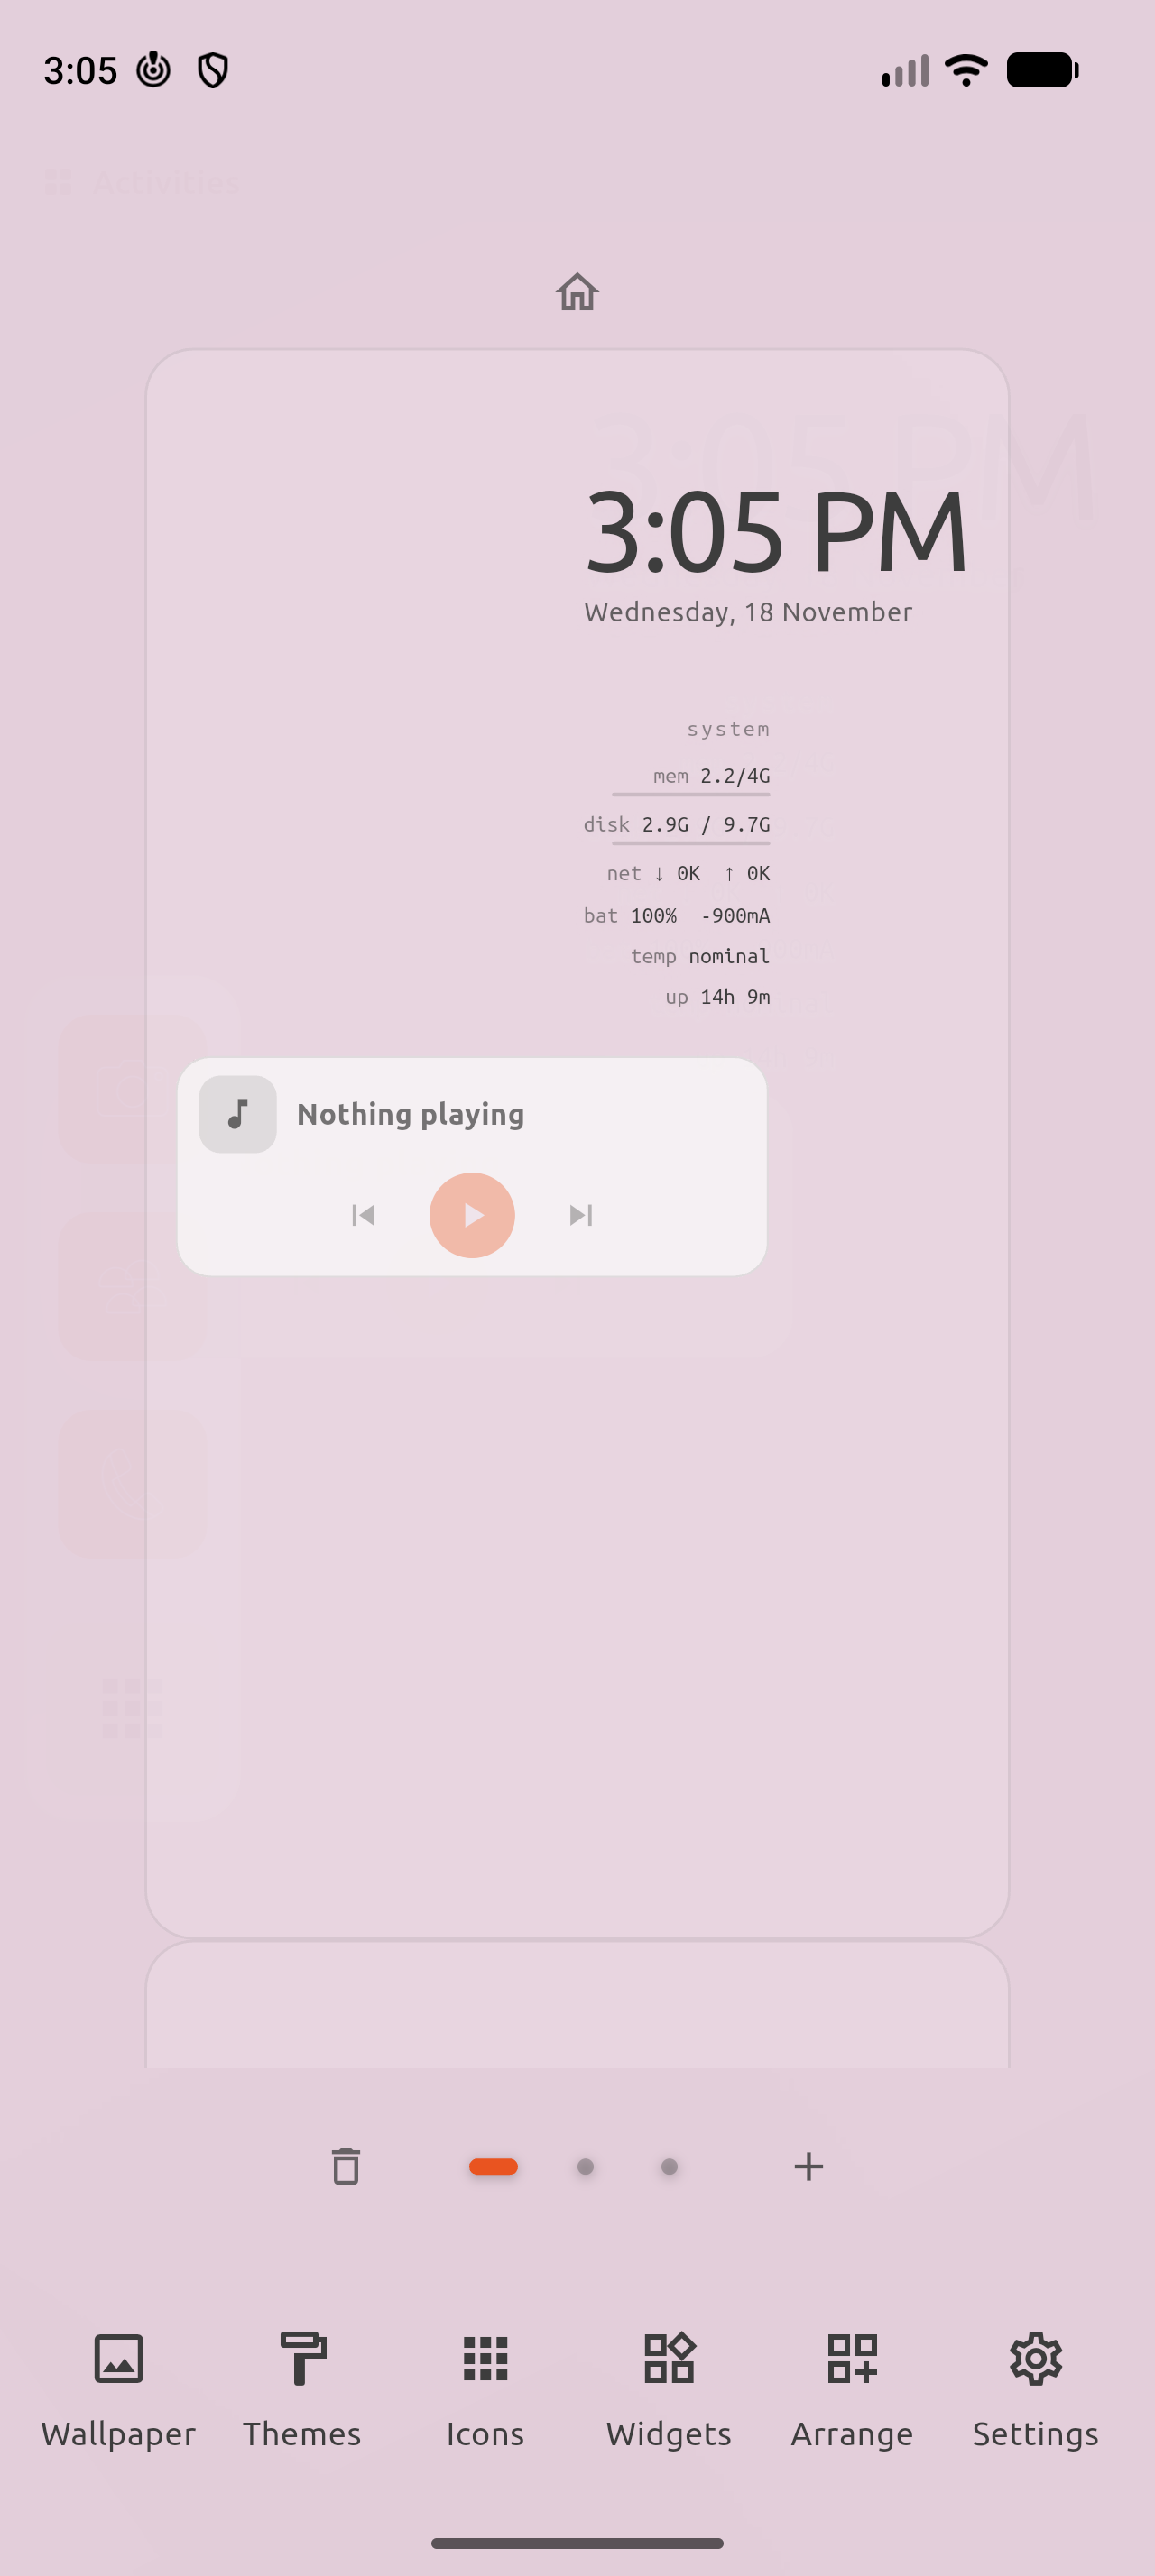 3:05
Activities
3:05 PM
Wednesday, 18 November
system
mem 2.2/4G
disk 2.9G / 9.7G
net ↓ 0K ↑ 0K
bat 100% -900mA
temp nominal
up 14h 9m
Nothing playing
Wallpaper
Themes
Icons
Widgets
Arrange
Settings